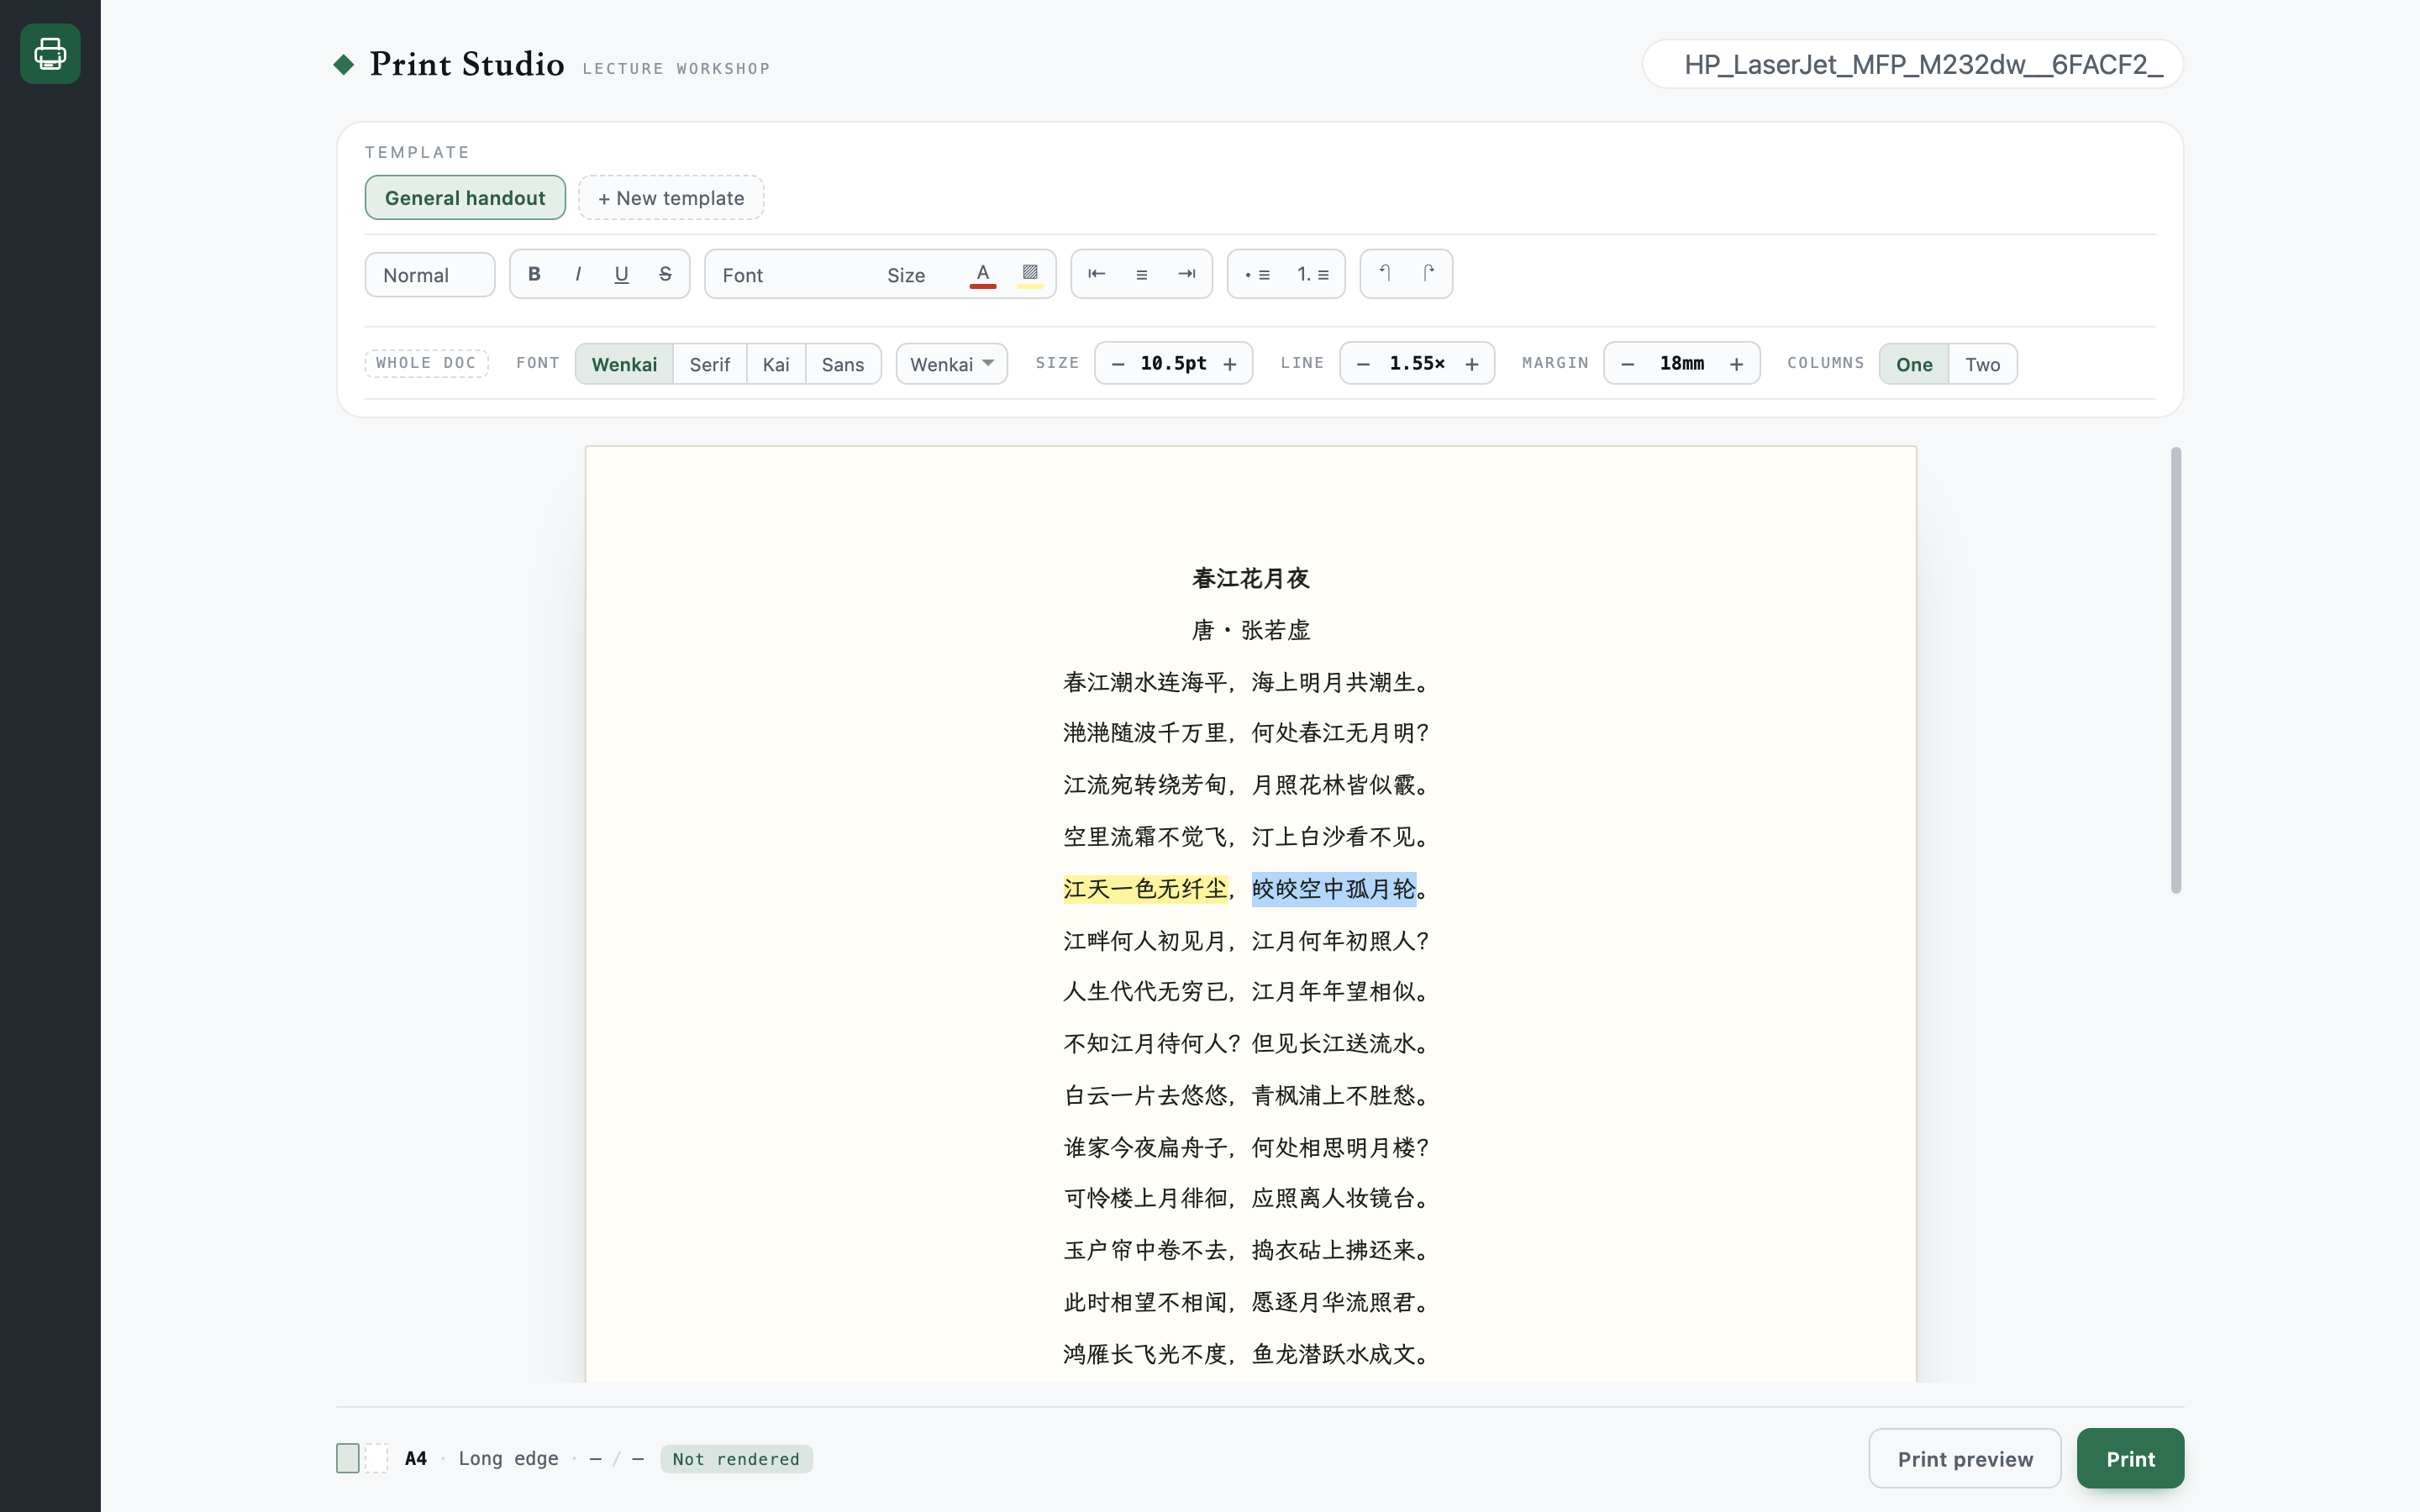 Print Studio LECTURE WORKSHOP HP_LaserJet_MFP_M232dw__6FACF2_
TEMPLATE
General handout + New template
Normal B I U S Font Size A 1.
WHOLE DOC FONT Wenkai Serif Kai Sans Wenkai SIZE − 10.5pt + LINE − 1.55× + MARGIN − 18mm + COLUMNS One Two
春江花月夜
唐·张若虚
春江潮水连海平，海上明月共潮生。
滟滟随波千万里，何处春江无月明？
江流宛转绕芳甸，月照花林皆似霰。
空里流霜不觉飞，汀上白沙看不见。
江天一色无纤尘，皎皎空中孤月轮。
江畔何人初见月，江月何年初照人？
人生代代无穷已，江月年年望相似。
不知江月待何人？但见长江送流水。
白云一片去悠悠，青枫浦上不胜愁。
谁家今夜扁舟子，何处相思明月楼？
可怜楼上月徘徊，应照离人妆镜台。
玉户帘中卷不去，捣衣砧上拂还来。
此时相望不相闻，愿逐月华流照君。
鸿雁长飞光不度，鱼龙潜跃水成文。
A4 · Long edge · — / — Not rendered Print preview Print